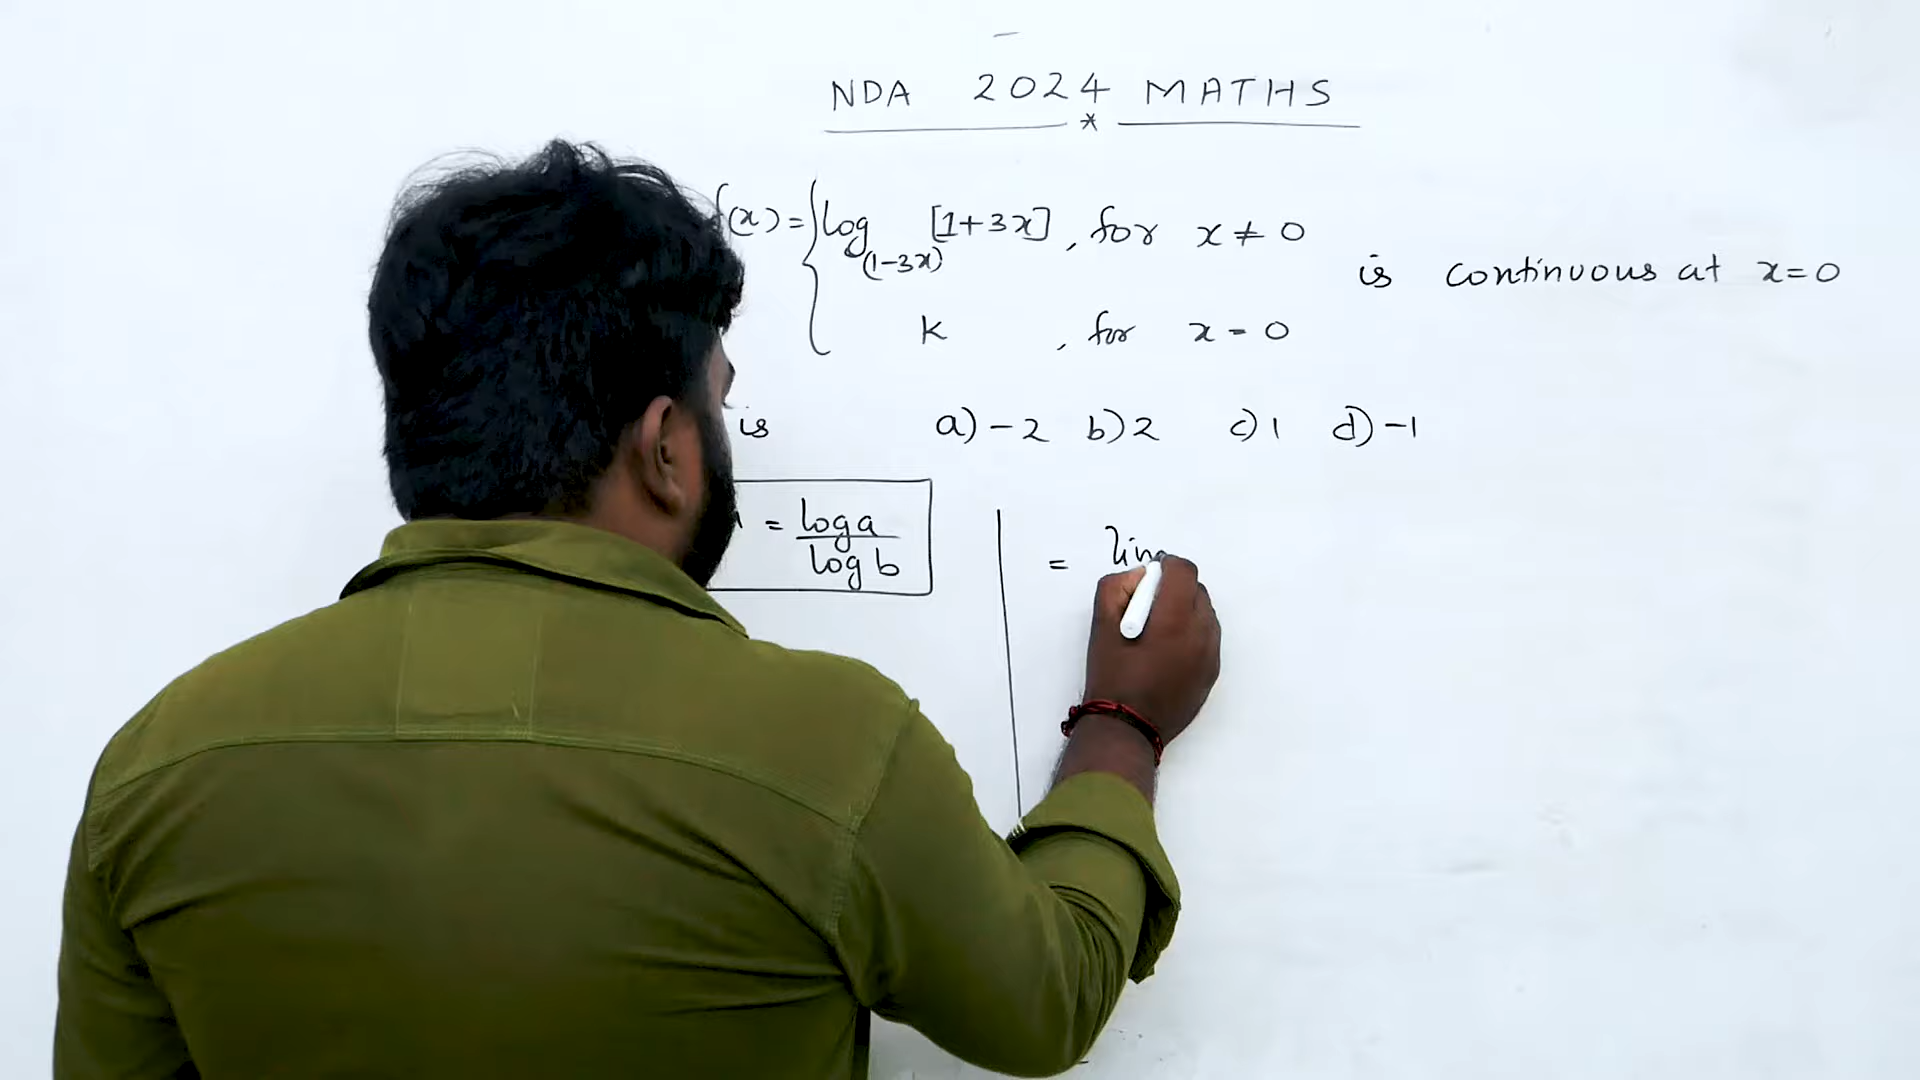 NDA 2024 MATHS
*
(x) = { log(1-3x) [1+3x], for x ≠ 0
is continuous at x=0
k , for x = 0
is a) -2 b) 2 c) 1 d) -1
= log a / log b
= lim